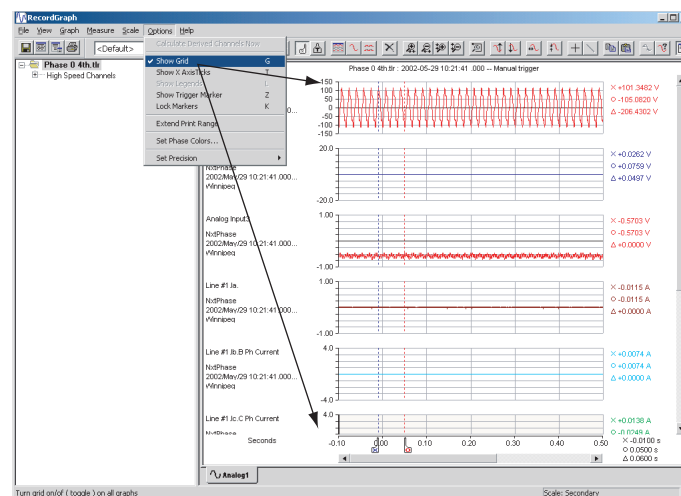 RecordGraph
File View Graph Measure Scale Options Help
<Default>
Calculate Derived Channels Now
Show Grid G
Show X AxisTicks T
Show Legends L
Show Trigger Marker Z
Lock Markers K
Extend Print Range
Set Phase Colors...
Set Precision
Phase 0 4th.tlr
High Speed Channels
Phase 0 4th.tlr : 2002-05-29 10:21:41 .000 -- Manual trigger
150
100
50
0
-50
-100
-150
×+101.3482 V
○-105.0820 V
△-206.4302 V
20.0
-20.0
NxtPhase
2002/May/29 10:21:41.000...
Winnipeg
×+0.0262 V
○+0.0759 V
△+0.0497 V
Analog Input3
NxtPhase
2002/May/29 10:21:41.000...
Winnipeg
1.00
-1.00
×-0.5703 V
○-0.5703 V
△+0.0000 V
Line #1.Ia.
NxtPhase
2002/May/29 10:21:41.000...
Winnipeg
1.00
-1.00
×-0.0115 A
○-0.0115 A
△+0.0000 A
Line #1.Ib.B Ph Current
NxtPhase
2002/May/29 10:21:41.000...
Winnipeg
4.0
-4.0
×+0.0074 A
○+0.0074 A
△+0.0000 A
Line #1.Ic.C Ph Current
NxtPhase
4.0
×+0.0138 A
○-0.0249 A
Seconds
-0.10 0.00 0.10 0.20 0.30 0.40 0.50
×-0.0100 s
○0.0500 s
△0.0600 s
Analog1
Turn grid on/of ( toggle ) on all graphs
Scale: Secondary